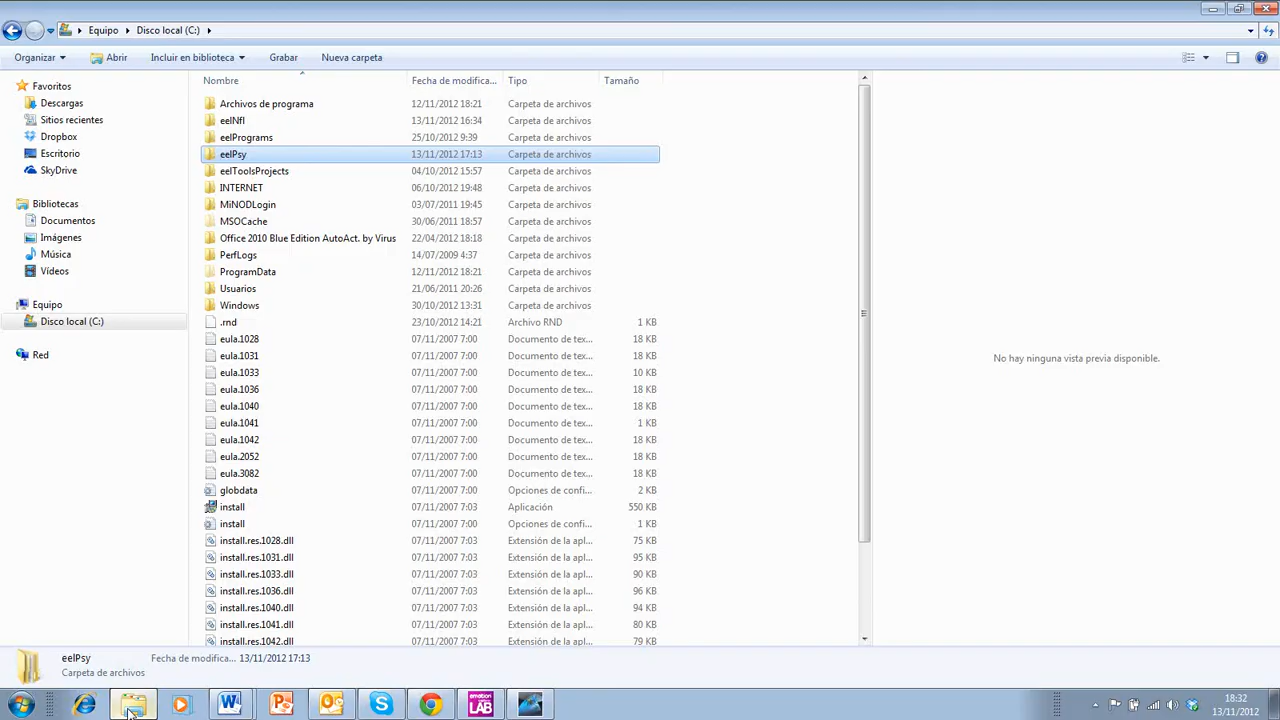 Equipo Disco local (C:)
Organizar Abrir Incluir en biblioteca Grabar Nueva carpeta
Favoritos
Descargas
Sitios recientes
Dropbox
Escritorio
SkyDrive
Bibliotecas
Documentos
Imágenes
Música
Vídeos
Equipo
Disco local (C:)
Red
Nombre Fecha de modifica... Tipo Tamaño
Archivos de programa 12/11/2012 18:21 Carpeta de archivos
eelNfl 13/11/2012 16:34 Carpeta de archivos
eelPrograms 25/10/2012 9:39 Carpeta de archivos
eelPsy 13/11/2012 17:13 Carpeta de archivos
eelToolsProjects 04/10/2012 15:57 Carpeta de archivos
INTERNET 06/10/2012 19:48 Carpeta de archivos
MiNODLogin 03/07/2011 19:45 Carpeta de archivos
MSOCache 30/06/2011 18:57 Carpeta de archivos
Office 2010 Blue Edition AutoAct. by Virus 22/04/2012 18:18 Carpeta de archivos
PerfLogs 14/07/2009 4:37 Carpeta de archivos
ProgramData 12/11/2012 18:21 Carpeta de archivos
Usuarios 21/06/2011 20:26 Carpeta de archivos
Windows 30/10/2012 13:31 Carpeta de archivos
.rnd 23/10/2012 14:21 Archivo RND 1 KB
eula.1028 07/11/2007 7:00 Documento de tex... 18 KB
eula.1031 07/11/2007 7:00 Documento de tex... 18 KB
eula.1033 07/11/2007 7:00 Documento de tex... 10 KB
eula.1036 07/11/2007 7:00 Documento de tex... 18 KB
eula.1040 07/11/2007 7:00 Documento de tex... 18 KB
eula.1041 07/11/2007 7:00 Documento de tex... 1 KB
eula.1042 07/11/2007 7:00 Documento de tex... 18 KB
eula.2052 07/11/2007 7:00 Documento de tex... 18 KB
eula.3082 07/11/2007 7:00 Documento de tex... 18 KB
globdata 07/11/2007 7:00 Opciones de confi... 2 KB
install 07/11/2007 7:03 Aplicación 550 KB
install 07/11/2007 7:00 Opciones de confi... 1 KB
install.res.1028.dll 07/11/2007 7:03 Extensión de la apl... 75 KB
install.res.1031.dll 07/11/2007 7:03 Extensión de la apl... 95 KB
install.res.1033.dll 07/11/2007 7:03 Extensión de la apl... 90 KB
install.res.1036.dll 07/11/2007 7:03 Extensión de la apl... 96 KB
install.res.1040.dll 07/11/2007 7:03 Extensión de la apl... 94 KB
install.res.1041.dll 07/11/2007 7:03 Extensión de la apl... 80 KB
install.res.1042.dll 07/11/2007 7:03 Extensión de la apl... 79 KB
No hay ninguna vista previa disponible.
eelPsy Fecha de modifica... 13/11/2012 17:13
Carpeta de archivos
emotion
LAB
18:32
13/11/2012